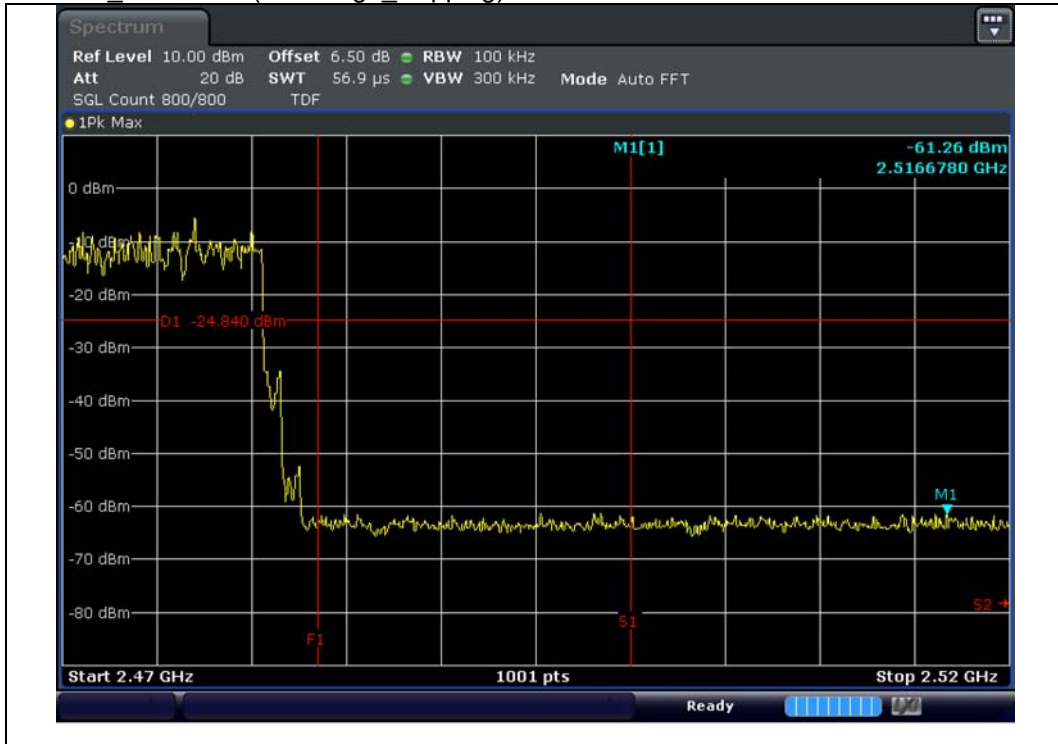 Spectrum
Ref Level 10.00 dBm Offset 6.50 dB RBW 100 kHz
Att 20 dB SWT 56.9 µs VBW 300 kHz Mode Auto FFT
SGL Count 800/800 TDF
1Pk Max
M1[1] -61.26 dBm
2.5166780 GHz
0 dBm
-10 dBm
-20 dBm
D1 -24.840 dBm
-30 dBm
-40 dBm
-50 dBm
M1
-60 dBm
-70 dBm
-80 dBm
S2
S1
F1
Start 2.47 GHz 1001 pts Stop 2.52 GHz
Ready